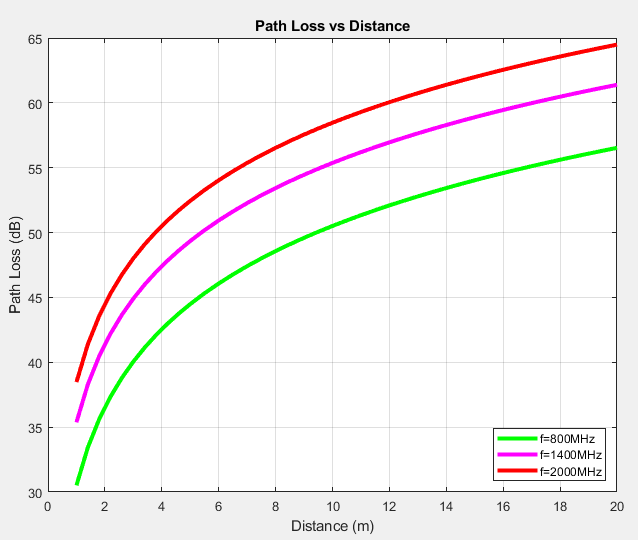 Path Loss vs Distance
65
60
55
50
45
40
35
30
Path Loss (dB)
0 2 4 6 8 10 12 14 16 18 20
Distance (m)
f=800MHz
f=1400MHz
f=2000MHz